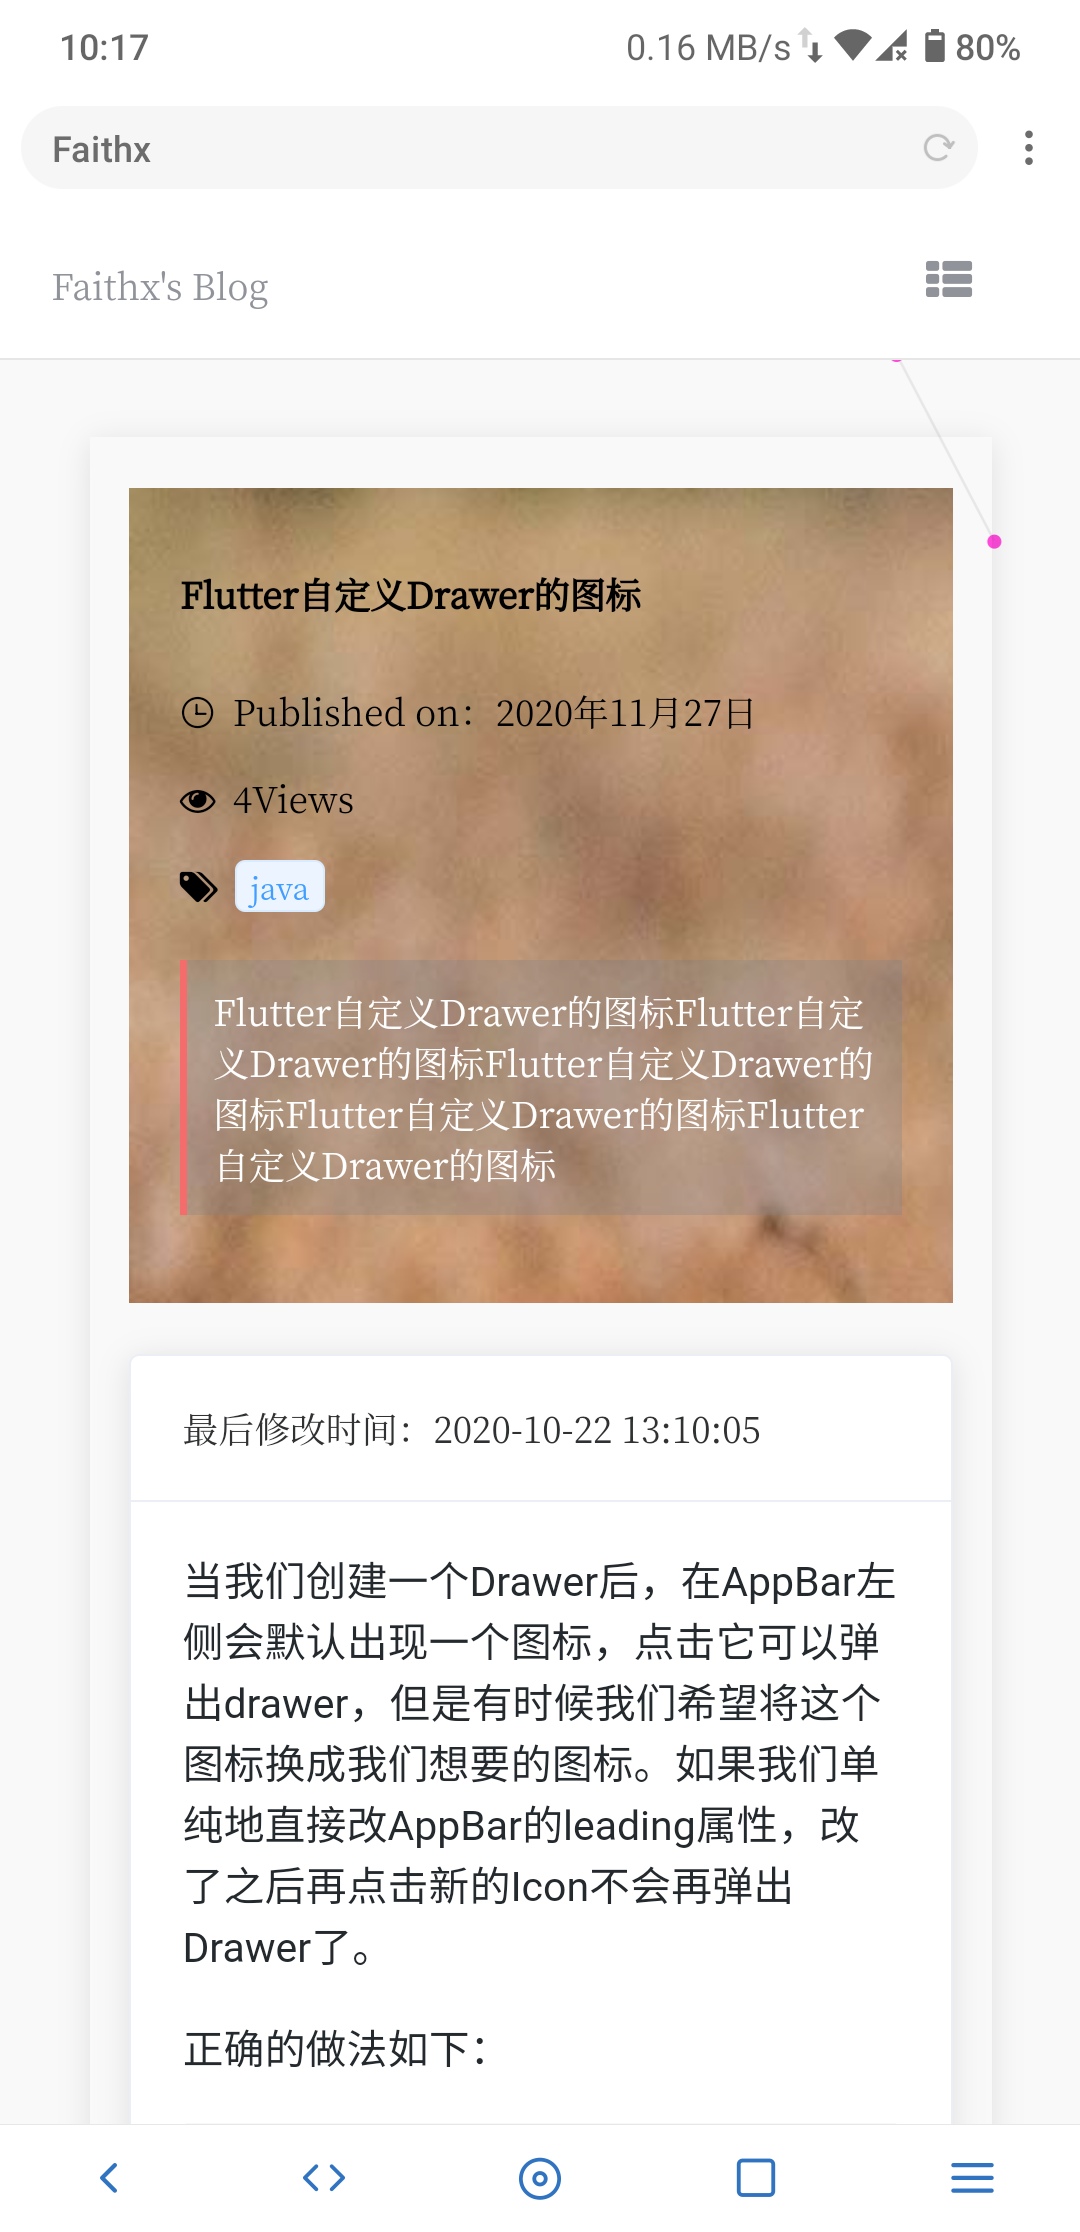 10:17
0.16 MB/s
80%
Faithx
Faithx's Blog
Flutter自定义Drawer的图标
Published on：2020年11月27日
4Views
java
Flutter自定义Drawer的图标Flutter自定
义Drawer的图标Flutter自定义Drawer的
图标Flutter自定义Drawer的图标Flutter
自定义Drawer的图标
最后修改时间：2020-10-22 13:10:05
当我们创建一个Drawer后，在AppBar左
侧会默认出现一个图标，点击它可以弹
出drawer，但是有时候我们希望将这个
图标换成我们想要的图标。如果我们单
纯地直接改AppBar的leading属性，改
了之后再点击新的Icon不会再弹出
Drawer了。
正确的做法如下：